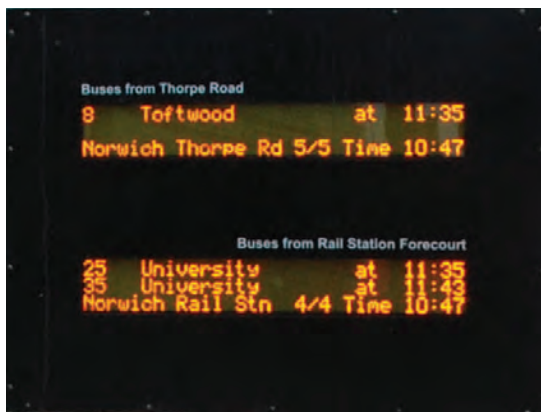 Buses from Thorpe Road
8 Toftwood at 11:35
Norwich Thorpe Rd 5/5 Time 10:47
Buses from Rail Station Forecourt
25 University at 11:35
35 University at 11:43
Norwich Rail Stn 4/4 Time 10:47